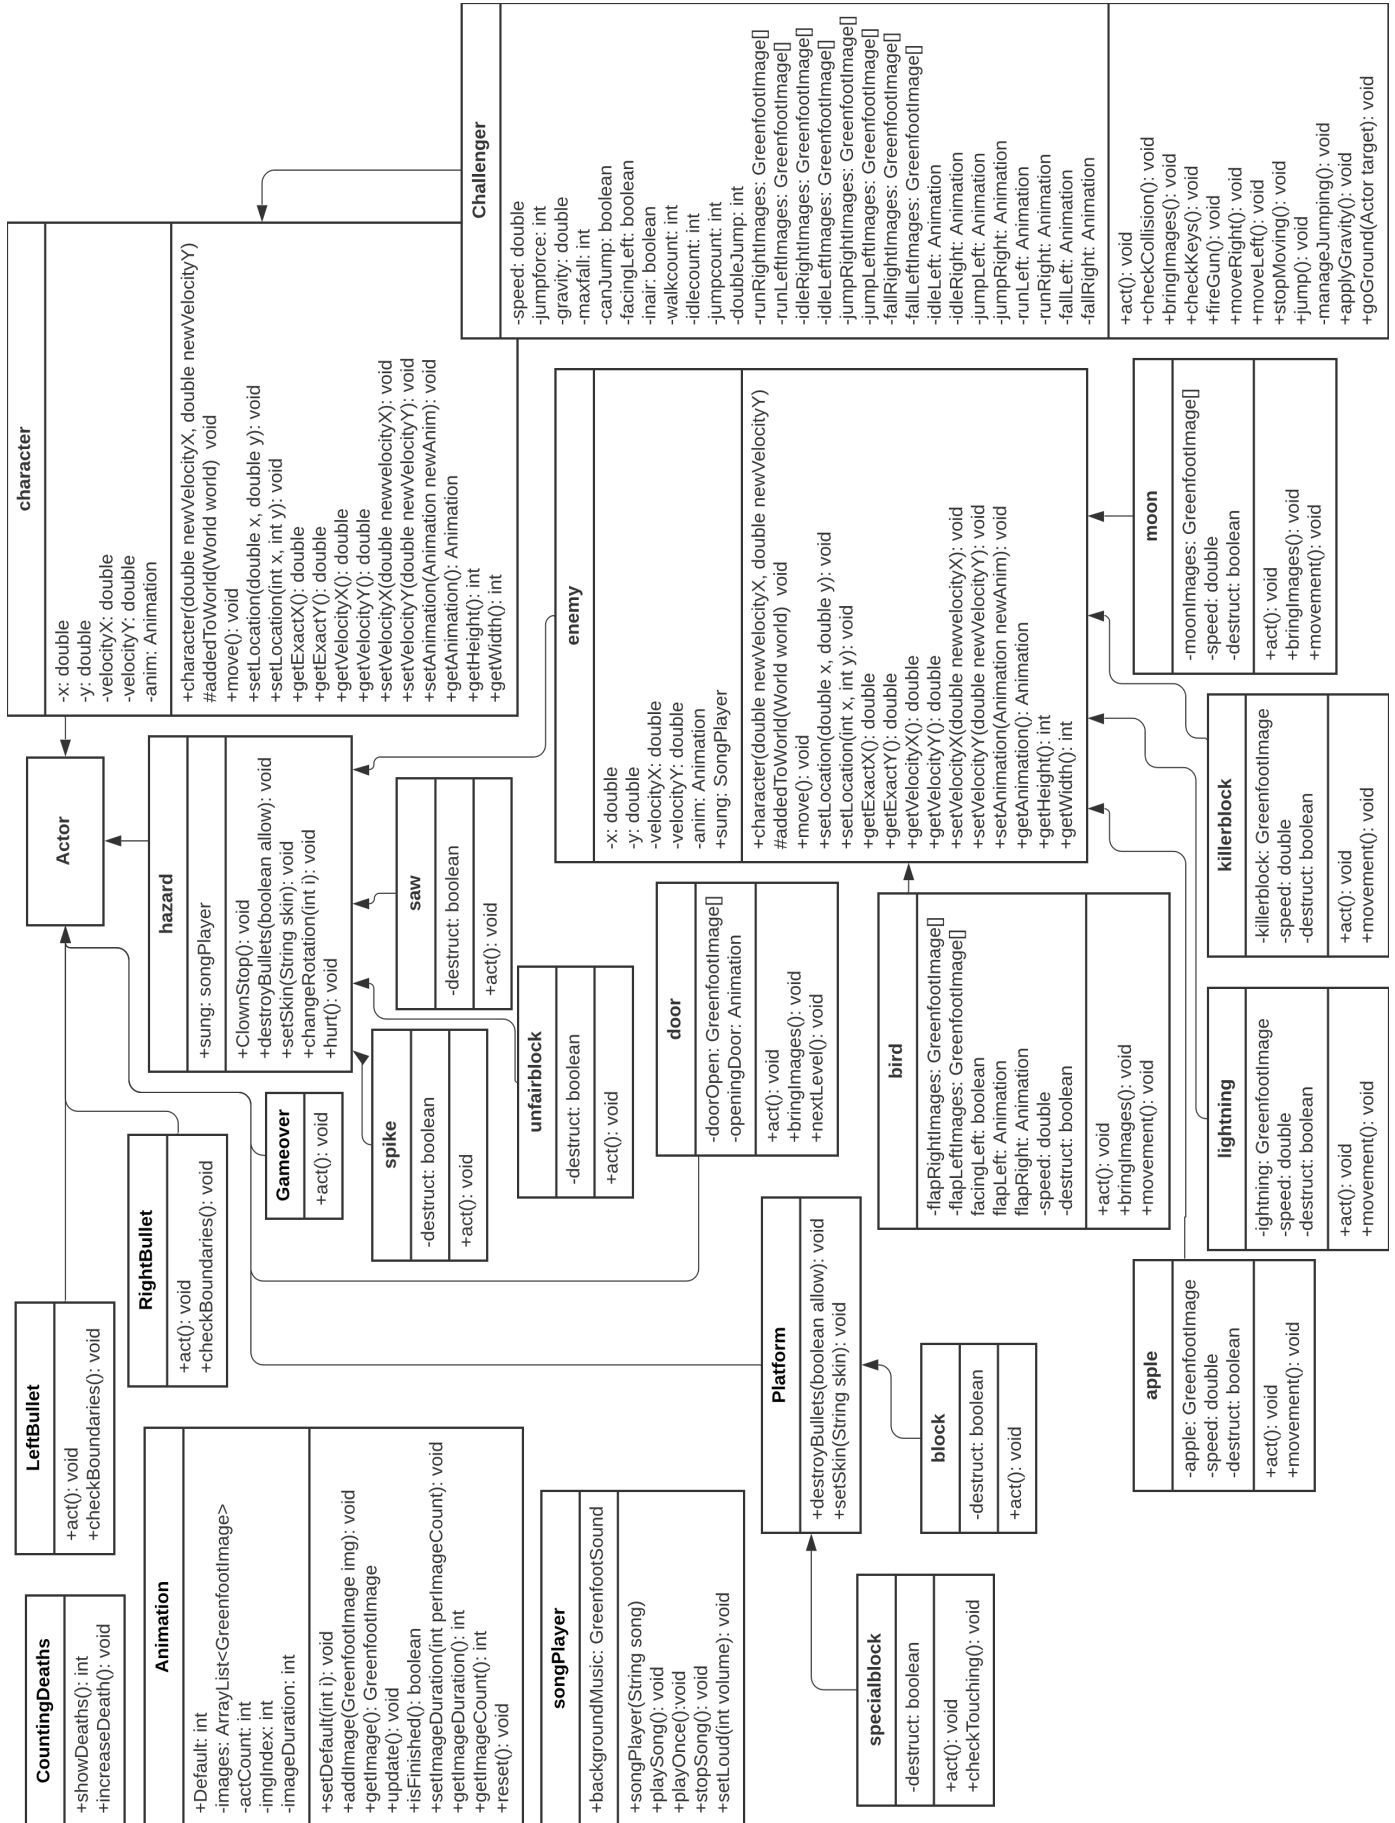 CountingDeaths
+showDeaths(): int
+increaseDeath(): void
LeftBullet
+act(): void
+checkBoundaries(): void
Actor
character
-x: double
-y: double
+velocityX: double
-velocityY: double
-anim: Animation
+character(double newVelocityX, double newVelocityY)
#addedToWorld(World world)  void
+move(): void
+setLocation(double x, double y): void
+setLocation(int x, int y): void
+getExactX(): double
+getExactY(): double
+getVelocityX(): double
+getVelocityY(): double
+setVelocityX(double newvelocityX): void
+setVelocityY(double newVelocityY): void
+setAnimation(Animation newAnim): void
+getAnimation(): Animation
+getHeight(): int
+getWidth(): int
RightBullet
+act(): void
+checkBoundaries(): void
Animation
+Default: int
-images: ArrayList<GreenfootImage>
-actCount: int
-imgIndex: int
-imageDuration: int
+setDefault(int i): void
+addImage(GreenfootImage img): void
+getImage(): GreenfootImage
+update(): void
+isFinished(): boolean
+setImageDuration(int perImageCount): void
+getImageDuration(): int
+getImageCount(): int
+reset(): void
hazard
+sung: songPlayer
+ClownStop(): void
+destroyBullets(boolean allow): void
+setSkin(String skin): void
+changeRotation(int i): void
+hurt(): void
Gameover
+act(): void
spike
-destruct: boolean
+act(): void
saw
-destruct: boolean
+act(): void
Challenger
-speed: double
-jumpforce: int
-gravity: double
-maxfall: int
-canJump: boolean
-facingLeft: boolean
-inair: boolean
-walkcount: int
-idlecount: int
-jumpcount: int
-doubleJump: int
-runRightImages: GreenfootImage[]
-runLeftImages: GreenfootImage[]
-idleRightImages: GreenfootImage[]
-idleLeftImages: GreenfootImage[]
-jumpRightImages: GreenfootImage[]
-jumpLeftImages: GreenfootImage[]
-fallRightImages: GreenfootImage[]
-fallLeftImages: GreenfootImage[]
-idleLeft: Animation
-idleRight: Animation
-jumpLeft: Animation
-jumpRight: Animation
-runLeft: Animation
-runRight: Animation
-fallLeft: Animation
-fallRight: Animation
+act(): void
+checkCollision(): void
+bringImages(): void
+checkKeys(): void
+fireGun(): void
+moveRight(): void
+moveLeft(): void
+stopMoving(): void
+jump(): void
-manageJumping(): void
+applyGravity(): void
+goGround(Actor target): void
unfairblock
-destruct: boolean
+act(): void
songPlayer
+backgroundMusic: GreenfootSound
+songPlayer(String song)
+playSong(): void
+playOnce():void
+stopSong(): void
+setLoud(int volume): void
enemy
-x: double
-y: double
-velocityX: double
-velocityY: double
-anim: Animation
+sung: SongPlayer
+character(double newVelocityX, double newVelocityY)
#addedToWorld(World world)  void
+move(): void
+setLocation(double x, double y): void
+setLocation(int x, int y): void
+getExactX(): double
+getExactY(): double
+getVelocityX(): double
+getVelocityY(): double
+setVelocityX(double newvelocityX): void
+setVelocityY(double newVelocityY): void
+setAnimation(Animation newAnim): void
+getAnimation(): Animation
+getHeight(): int
+getWidth(): int
door
-doorOpen: GreenfootImage[]
-openingDoor: Animation
+act(): void
+bringImages(): void
+nextLevel(): void
Platform
+destroyBullets(boolean allow): void
+setSkin(String skin): void
specialblock
-destruct: boolean
+act(): void
+checkTouching(): void
block
-destruct: boolean
+act(): void
bird
-flapRightImages: GreenfootImage[]
-flapLeftImages: GreenfootImage[]
facingLeft: boolean
flapLeft: Animation
flapRight: Animation
-speed: double
-destruct: boolean
+act(): void
+bringImages(): void
+movement(): void
apple
-apple: GreenfootImage
-speed: double
-destruct: boolean
+act(): void
+movement(): void
moon
-moonImages: GreenfootImage[]
-speed: double
-destruct: boolean
+act(): void
+bringImages(): void
+movement(): void
lightning
-ightning: GreenfootImage
-speed: double
-destruct: boolean
+act(): void
+movement(): void
killerblock
-killerblock: GreenfootImage
-speed: double
-destruct: boolean
+act(): void
+movement(): void